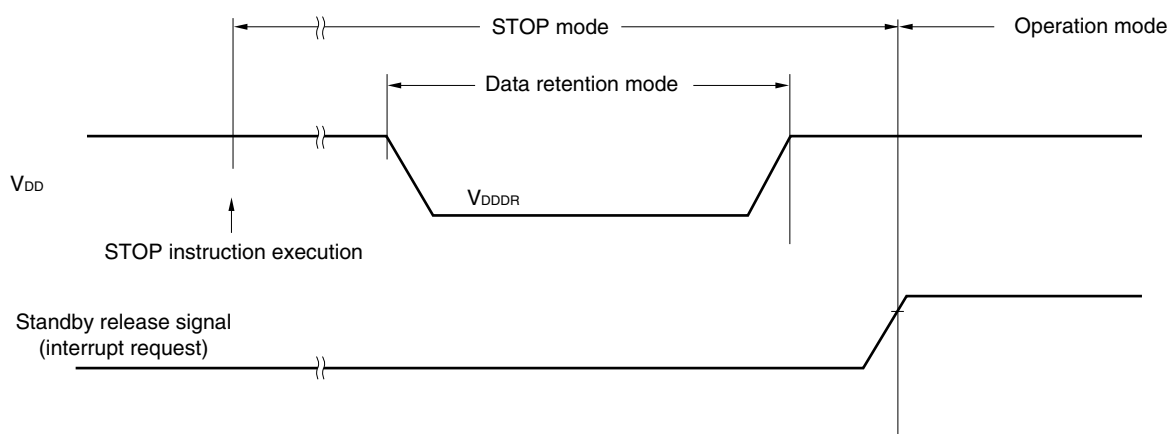 STOP mode
Operation mode
Data retention mode
VDD
VDDDR
STOP instruction execution
Standby release signal
(interrupt request)